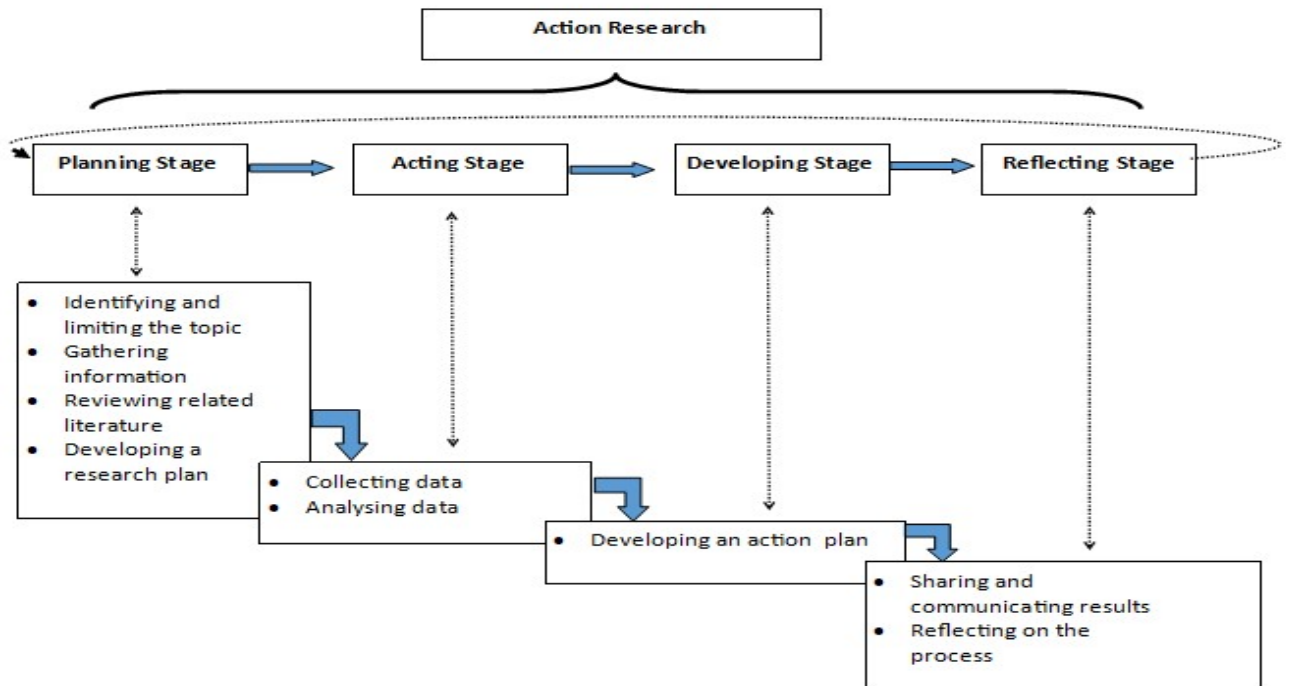 Action Research
Planning Stage
Acting Stage
Developing Stage
Reflecting Stage
• Identifying and
limiting the topic
• Gathering
information
• Reviewing related
literature
• Developing a
research plan
• Collecting data
• Analysing data
• Developing an action plan
• Sharing and
communicating results
• Reflecting on the
process